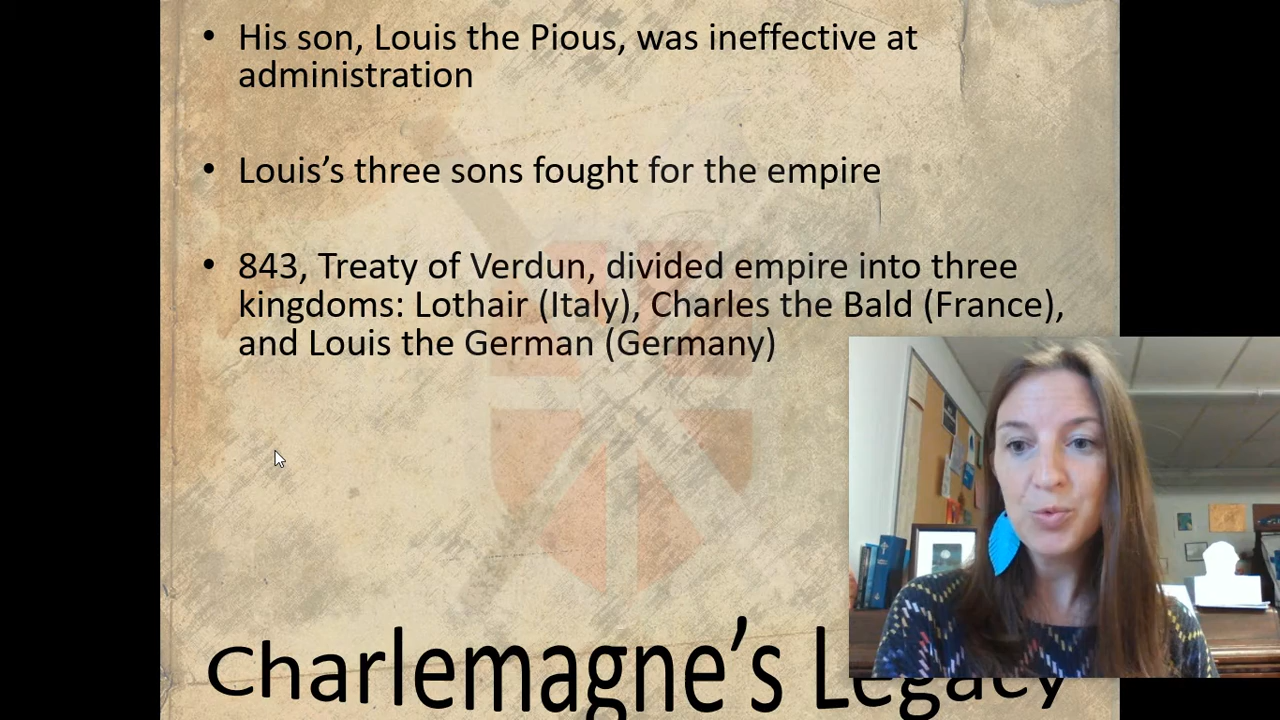 • His son, Louis the Pious, was ineffective at
administration
• Louis’s three sons fought for the empire
• 843, Treaty of Verdun, divided empire into three
kingdoms: Lothair (Italy), Charles the Bald (France),
and Louis the German (Germany)
Charlemagne’s Legacy